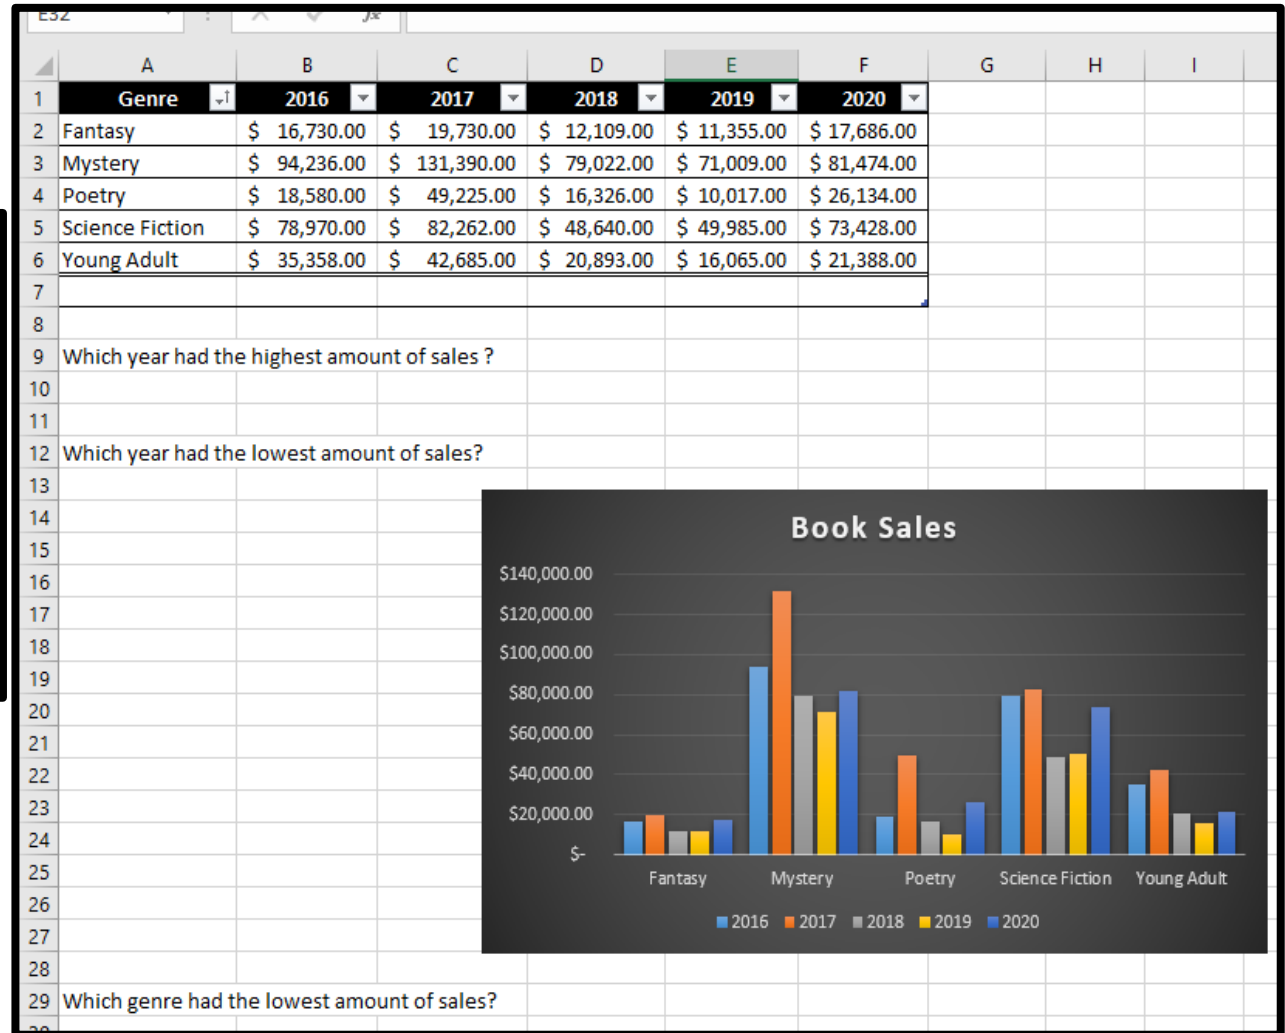 E32 fx
A B C D E F G H I
1 Genre 2016 2017 2018 2019 2020
2 Fantasy $ 16,730.00 $ 19,730.00 $ 12,109.00 $ 11,355.00 $ 17,686.00
3 Mystery $ 94,236.00 $ 131,390.00 $ 79,022.00 $ 71,009.00 $ 81,474.00
4 Poetry $ 18,580.00 $ 49,225.00 $ 16,326.00 $ 10,017.00 $ 26,134.00
5 Science Fiction $ 78,970.00 $ 82,262.00 $ 48,640.00 $ 49,985.00 $ 73,428.00
6 Young Adult $ 35,358.00 $ 42,685.00 $ 20,893.00 $ 16,065.00 $ 21,388.00
7
8
9 Which year had the highest amount of sales ?
10
11
12 Which year had the lowest amount of sales?
13
14
15
16
17
18
19
20
21
22
23
24
25
26
27
28
29 Which genre had the lowest amount of sales?
30
Book Sales
$140,000.00
$120,000.00
$100,000.00
$80,000.00
$60,000.00
$40,000.00
$20,000.00
$-
Fantasy Mystery Poetry Science Fiction Young Adult
2016 2017 2018 2019 2020